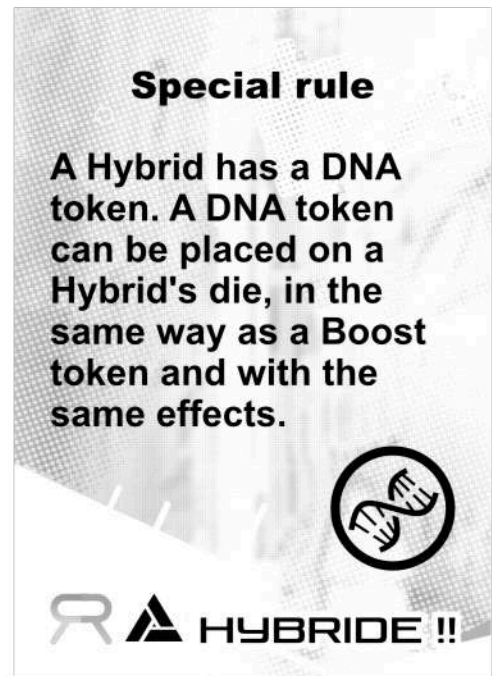 Special rule
A Hybrid has a DNA
token. A DNA token
can be placed on a
Hybrid's die, in the
same way as a Boost
token and with the
same effects.
HYBRIDE !!